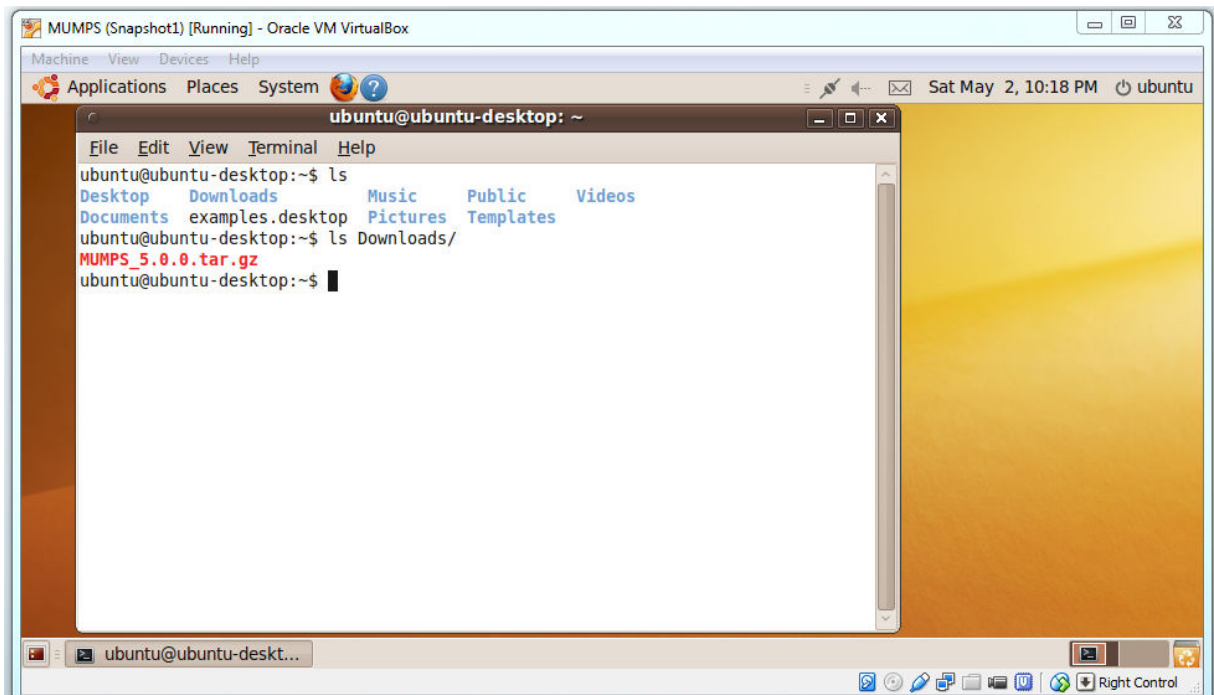 MUMPS (Snapshot1) [Running] - Oracle VM VirtualBox
Machine View Devices Help
Applications Places System Sat May 2, 10:18 PM ubuntu
ubuntu@ubuntu-desktop: ~
File Edit View Terminal Help
ubuntu@ubuntu-desktop:~$ ls
Desktop Downloads Music Public Videos
Documents examples.desktop Pictures Templates
ubuntu@ubuntu-desktop:~$ ls Downloads/
MUMPS_5.0.0.tar.gz
ubuntu@ubuntu-desktop:~$
ubuntu@ubuntu-deskt...
Right Control